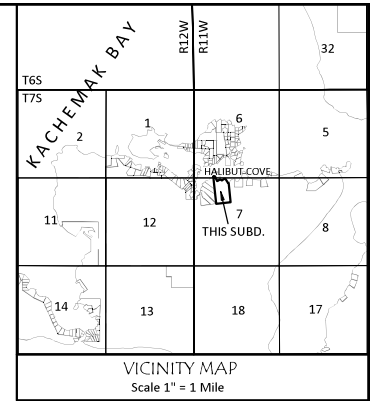 KACHEMAK BAY
R12W
R11W
32
T6S
T7S
2
1
6
5
HALIBUT COVE
11
12
7
8
THIS SUBD.
14
13
18
17
VICINITY MAP
Scale 1" = 1 Mile